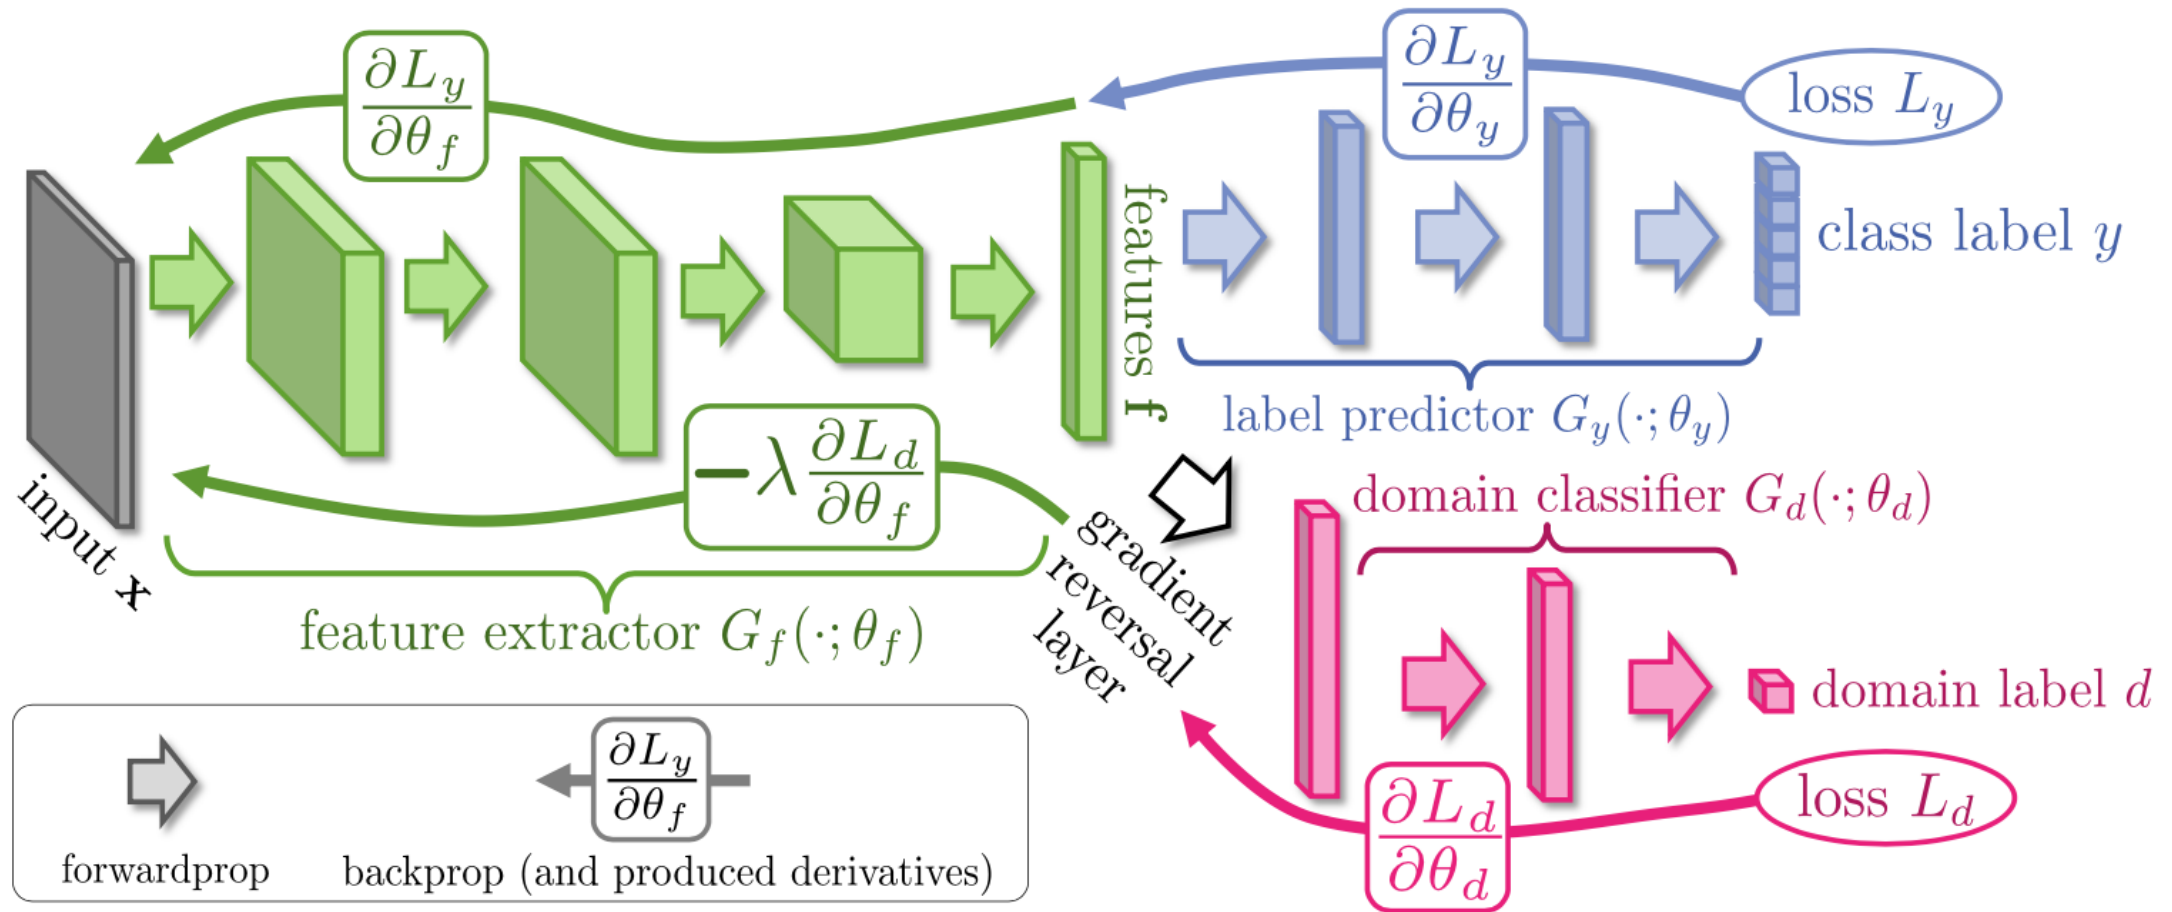 ∂L_y/∂θ_f
∂L_y/∂θ_y
loss L_y
features f
class label y
label predictor G_y(·; θ_y)
input x
−λ ∂L_d/∂θ_f
feature extractor G_f(·; θ_f)
gradient
reversal
layer
domain classifier G_d(·; θ_d)
domain label d
∂L_d/∂θ_d
loss L_d
forwardprop
∂L_y/∂θ_f
backprop (and produced derivatives)